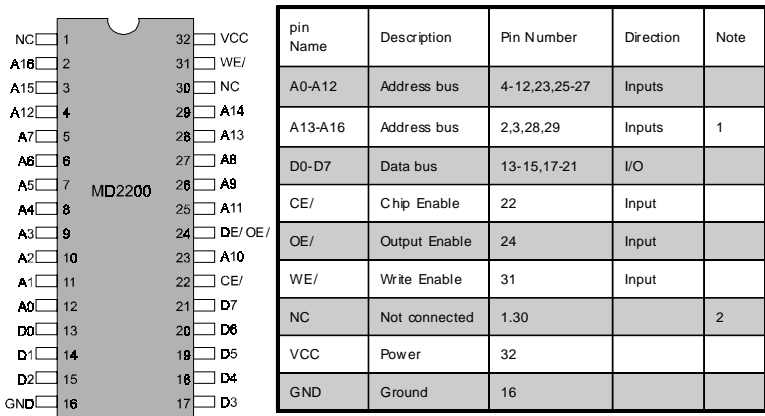 NC 1 32 VCC
A16 2 31 WE/
A15 3 30 NC
A12 4 29 A14
A7 5 28 A13
A6 6 27 A8
A5 7 26 A9
MD2200
A4 8 25 A11
A3 9 24 DE/ OE/
A2 10 23 A10
A1 11 22 CE/
A0 12 21 D7
D0 13 20 D6
D1 14 19 D5
D2 15 18 D4
GND 16 17 D3
pin Name Description Pin Number Direction Note
A0-A12 Address bus 4-12,23,25-27 Inputs
A13-A16 Address bus 2,3,28,29 Inputs 1
D0-D7 Data bus 13-15,17-21 I/O
CE/ Chip Enable 22 Input
OE/ Output Enable 24 Input
WE/ Write Enable 31 Input
NC Not connected 1.30 2
VCC Power 32
GND Ground 16